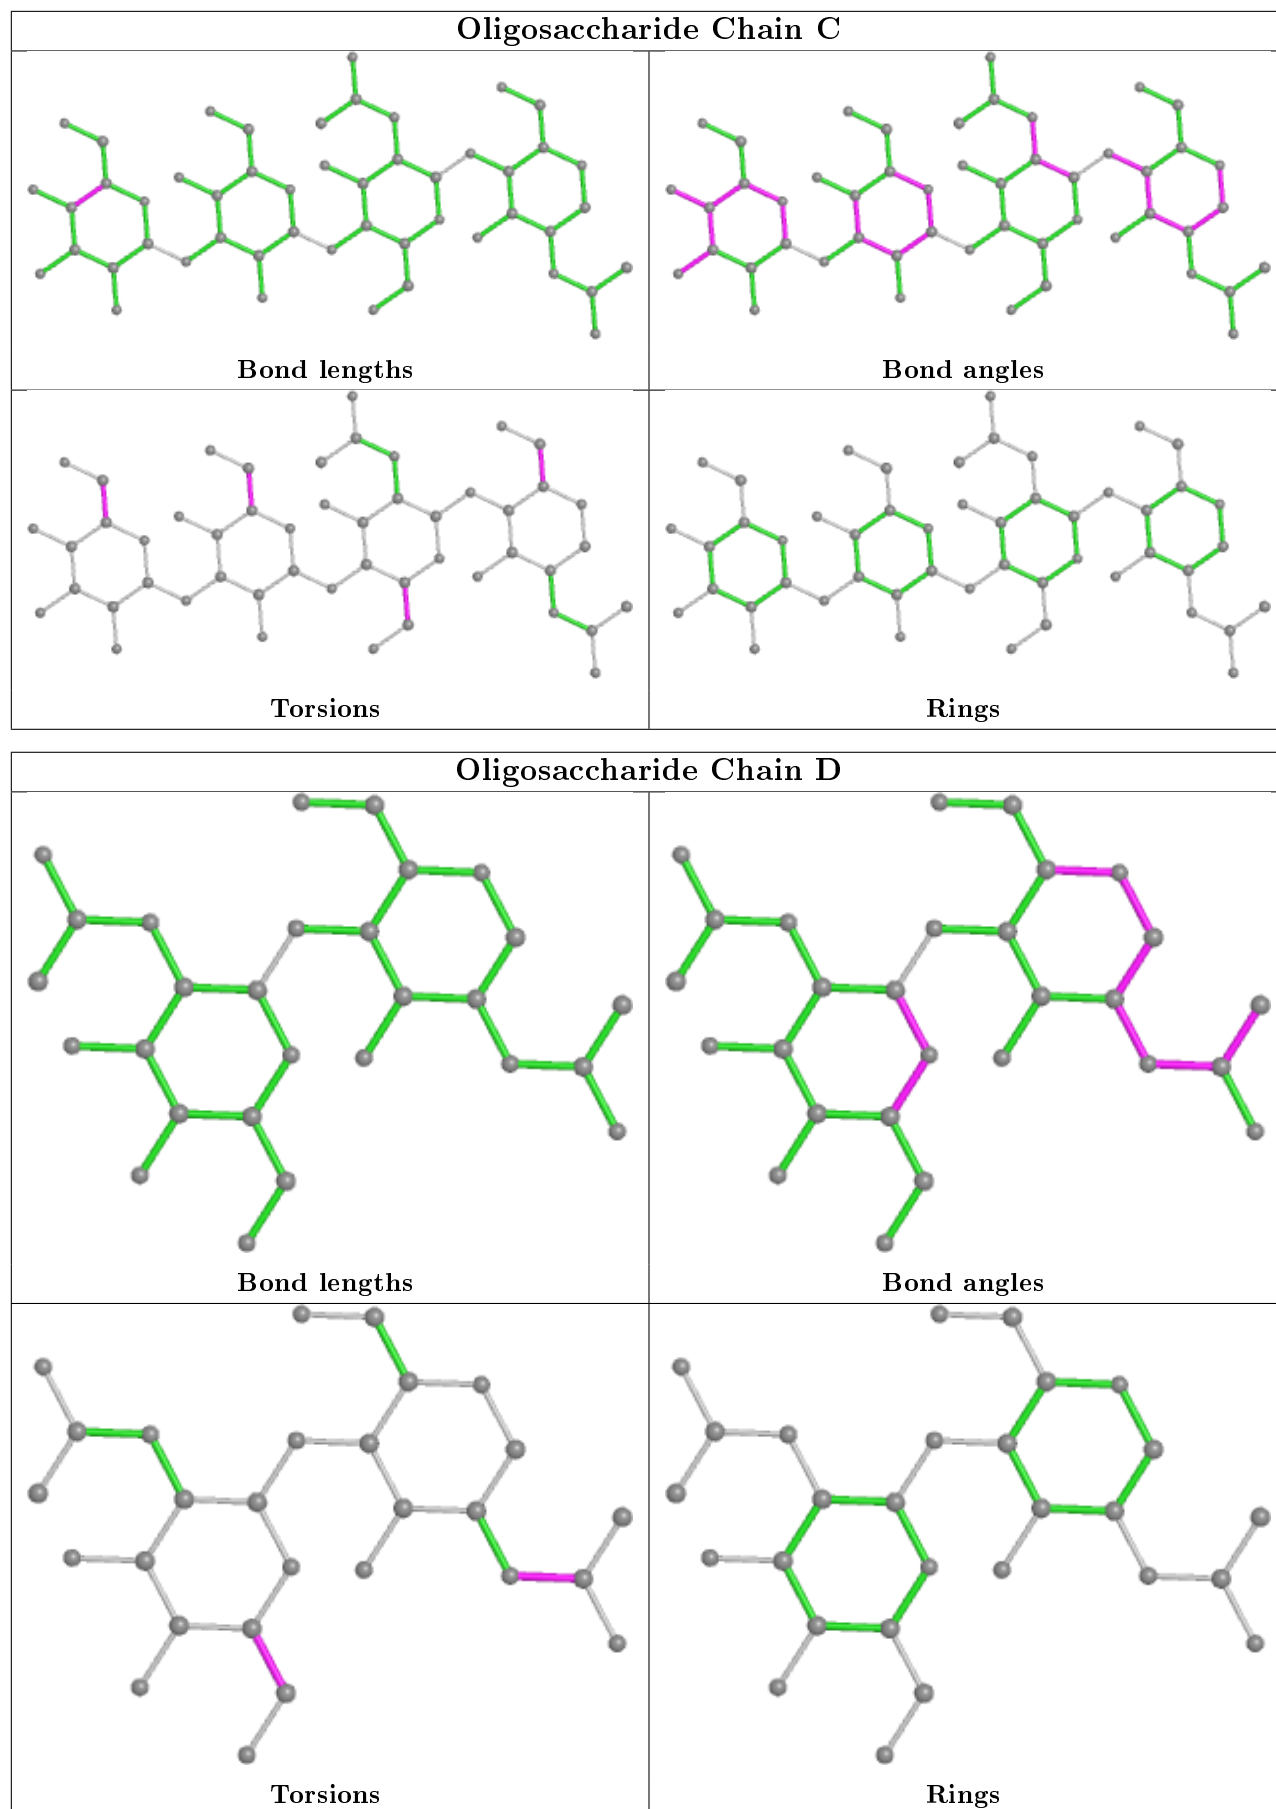 Oligosaccharide Chain C
Bond lengths
Bond angles
Torsions
Rings
Oligosaccharide Chain D
Bond lengths
Bond angles
Torsions
Rings